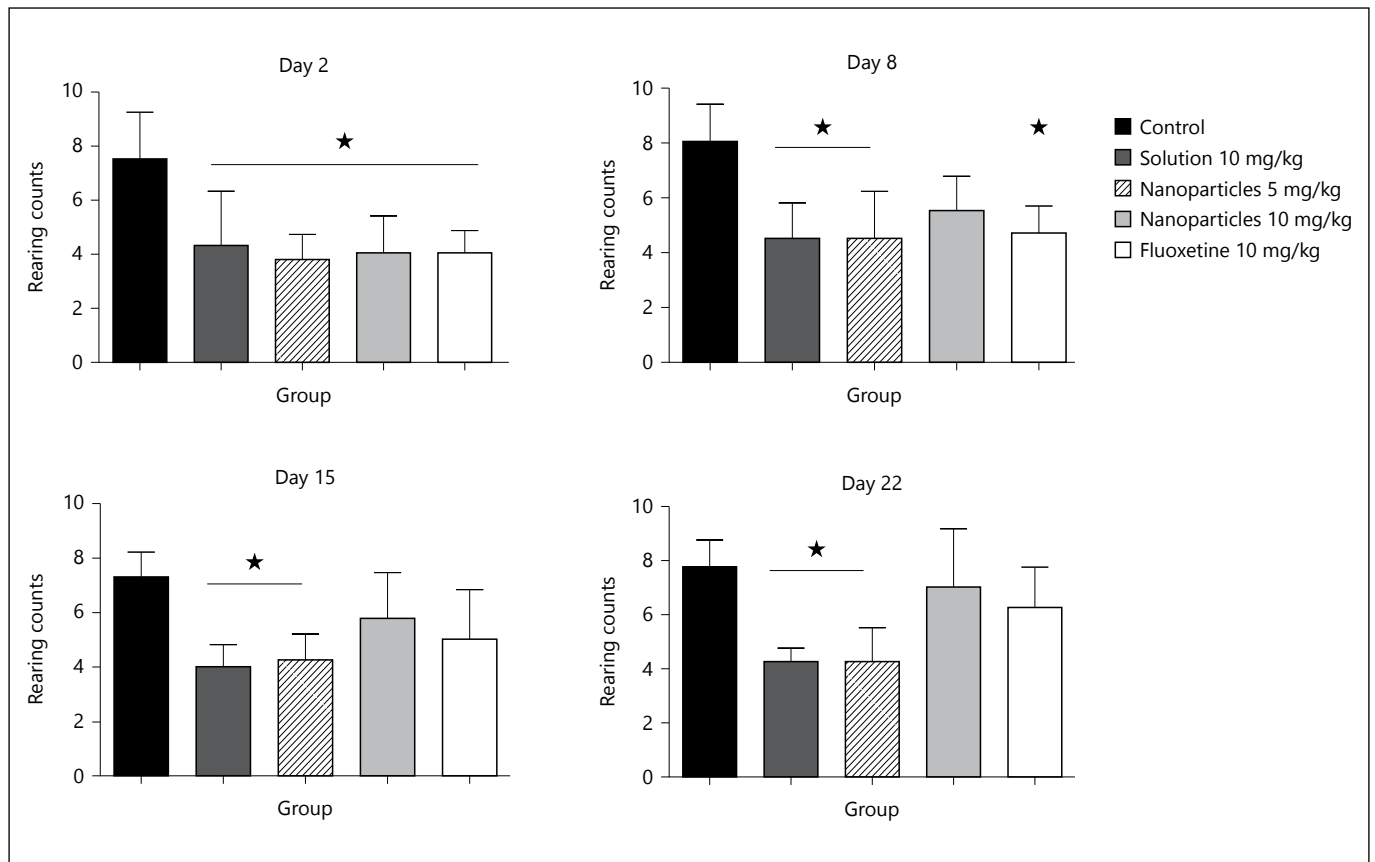 Day 2
10
8
6
4
2
0
Rearing counts
Group
Day 8
10
8
6
4
2
0
Rearing counts
Group
Control
Solution 10 mg/kg
Nanoparticles 5 mg/kg
Nanoparticles 10 mg/kg
Fluoxetine 10 mg/kg
Day 15
10
8
6
4
2
0
Rearing counts
Group
Day 22
10
8
6
4
2
0
Rearing counts
Group